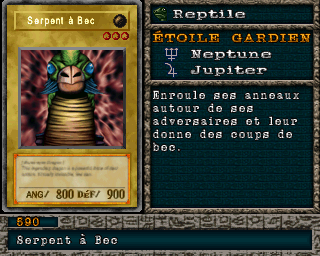 Serpent à Bec
ANG/ 800 DéF/ 900
Reptile
ÉTOILE GARDIEN
Neptune
Jupiter
Enroule ses anneaux
autour de ses
adversaires et leur
donne des coups de
bec.
590
Serpent à Bec